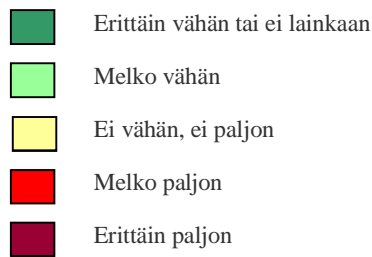 Erittäin vähän tai ei lainkaan
Melko vähän
Ei vähän, ei paljon
Melko paljon
Erittäin paljon